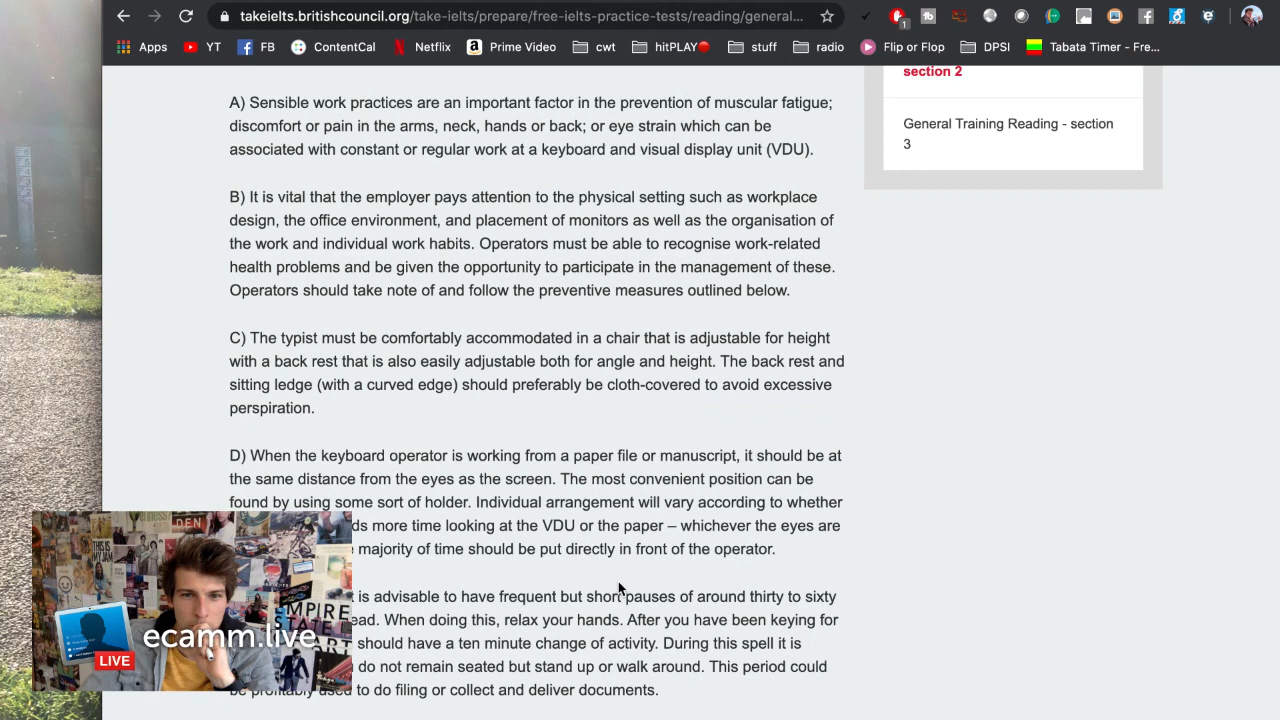 takeielts.britishcouncil.org/take-ielts/prepare/free-ielts-practice-tests/reading/general...
1
Apps YT FB ContentCal Netflix Prime Video cwt hitPLAY🔴 stuff radio Flip or Flop DPSI Tabata Timer - Fre...
section 2
General Training Reading - section
3
A) Sensible work practices are an important factor in the prevention of muscular fatigue;
discomfort or pain in the arms, neck, hands or back; or eye strain which can be
associated with constant or regular work at a keyboard and visual display unit (VDU).
B) It is vital that the employer pays attention to the physical setting such as workplace
design, the office environment, and placement of monitors as well as the organisation of
the work and individual work habits. Operators must be able to recognise work-related
health problems and be given the opportunity to participate in the management of these.
Operators should take note of and follow the preventive measures outlined below.
C) The typist must be comfortably accommodated in a chair that is adjustable for height
with a back rest that is also easily adjustable both for angle and height. The back rest and
sitting ledge (with a curved edge) should preferably be cloth-covered to avoid excessive
perspiration.
D) When the keyboard operator is working from a paper file or manuscript, it should be at
the same distance from the eyes as the screen. The most convenient position can be
found by using some sort of holder. Individual arrangement will vary according to whether
ds more time looking at the VDU or the paper – whichever the eyes are
majority of time should be put directly in front of the operator.
is advisable to have frequent but short pauses of around thirty to sixty
ead. When doing this, relax your hands. After you have been keying for
should have a ten minute change of activity. During this spell it is
do not remain seated but stand up or walk around. This period could
be profitably used to do filing or collect and deliver documents.
DEN
THIS IS
MY JAM
EMPIRE
STATE
ecamm.live
LIVE